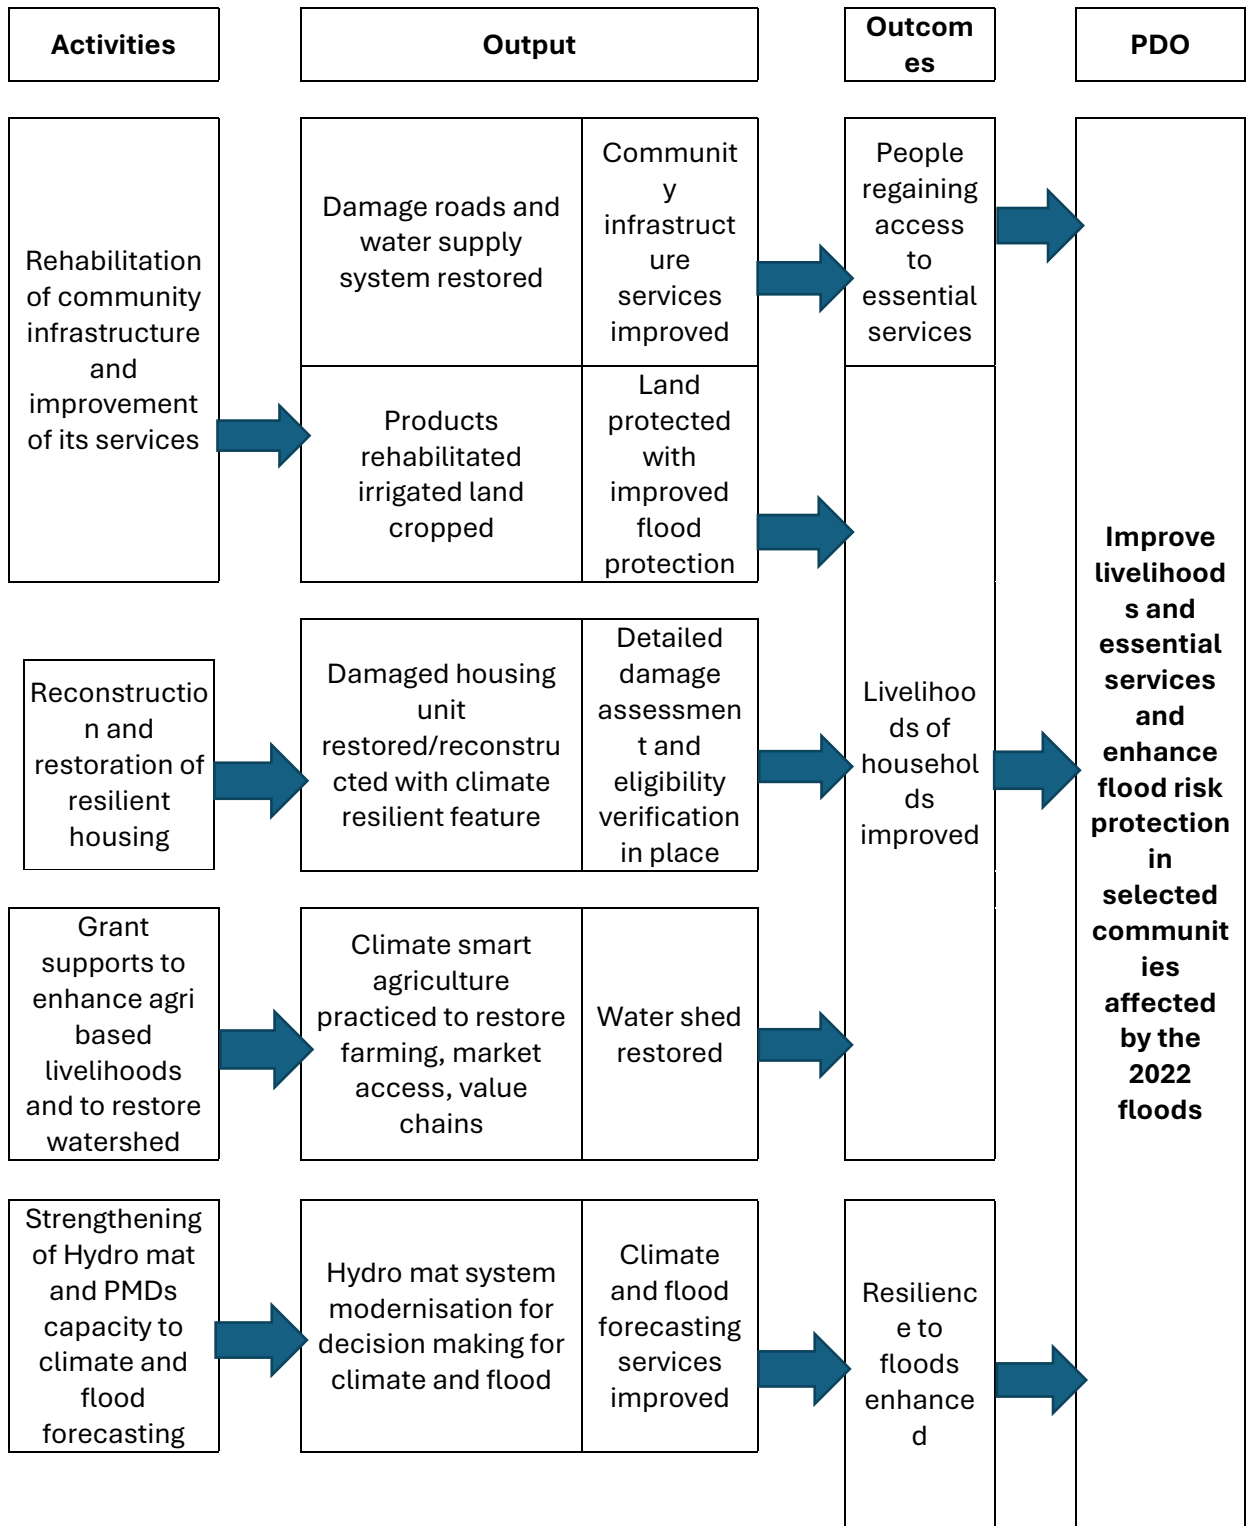 Activities
Output
Outcom
es
PDO
Rehabilitation
of community
infrastructure
and
improvement
of its services
Damage roads and
water supply
system restored
Communit
y
infrastruct
ure
services
improved
People
regaining
access
to
essential
services
Products
rehabilitated
irrigated land
cropped
Land
protected
with
improved
flood
protection
Reconstructio
n and
restoration of
resilient
housing
Damaged housing
unit
restored/reconstru
cted with climate
resilient feature
Detailed
damage
assessmen
t and
eligibility
verification
in place
Livelihoo
ds of
househol
ds
improved
Grant
supports to
enhance agri
based
livelihoods
and to restore
watershed
Climate smart
agriculture
practiced to restore
farming, market
access, value
chains
Water shed
restored
Strengthening
of Hydro mat
and PMDs
capacity to
climate and
flood
forecasting
Hydro mat system
modernisation for
decision making for
climate and flood
Climate
and flood
forecasting
services
improved
Resilienc
e to
floods
enhance
d
Improve
livelihood
s and
essential
services
and
enhance
flood risk
protection
in
selected
communit
ies
affected
by the
2022
floods